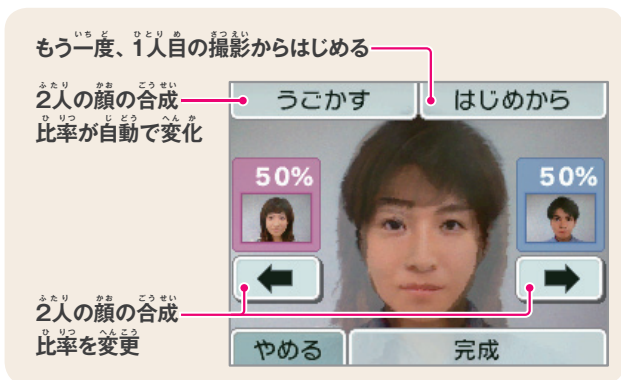 もう一度、1人目の撮影からはじめる
2人の顔の合成
比率が自動で変化
うごかす
はじめから
50%
50%
2人の顔の合成
比率を変更
やめる
完成